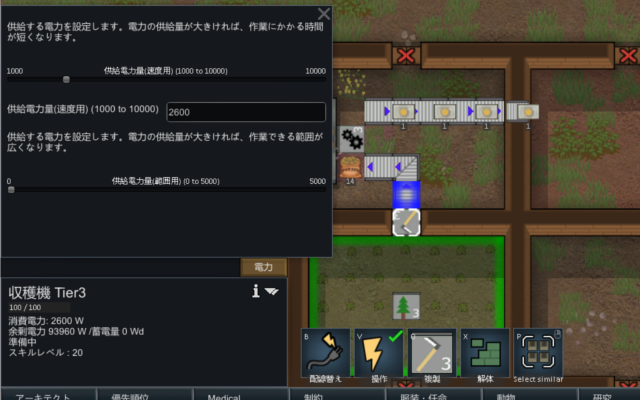 供給する電力を設定します。電力の供給量が大きければ、作業にかかる時間
が短くなります。
1000 供給電力量(速度用) (1000 to 10000) 10000
供給電力量(速度用) (1000 to 10000) 2600
供給する電力を設定します。電力の供給量が大きければ、作業できる範囲が
広くなります。
0 供給電力量(範囲用) (0 to 5000) 5000
1 1 1 1
14
電力
収穫機 Tier3
100 / 100
消費電力: 2600 W
余剰電力 93960 W /蓄電量 0 Wd
準備中
スキルレベル : 20
3
B V X P
3
配線替え 操作 複製 解体 Select similar
アーキテクト 優先順位 Medical 制約 服装・任命 動物 研究